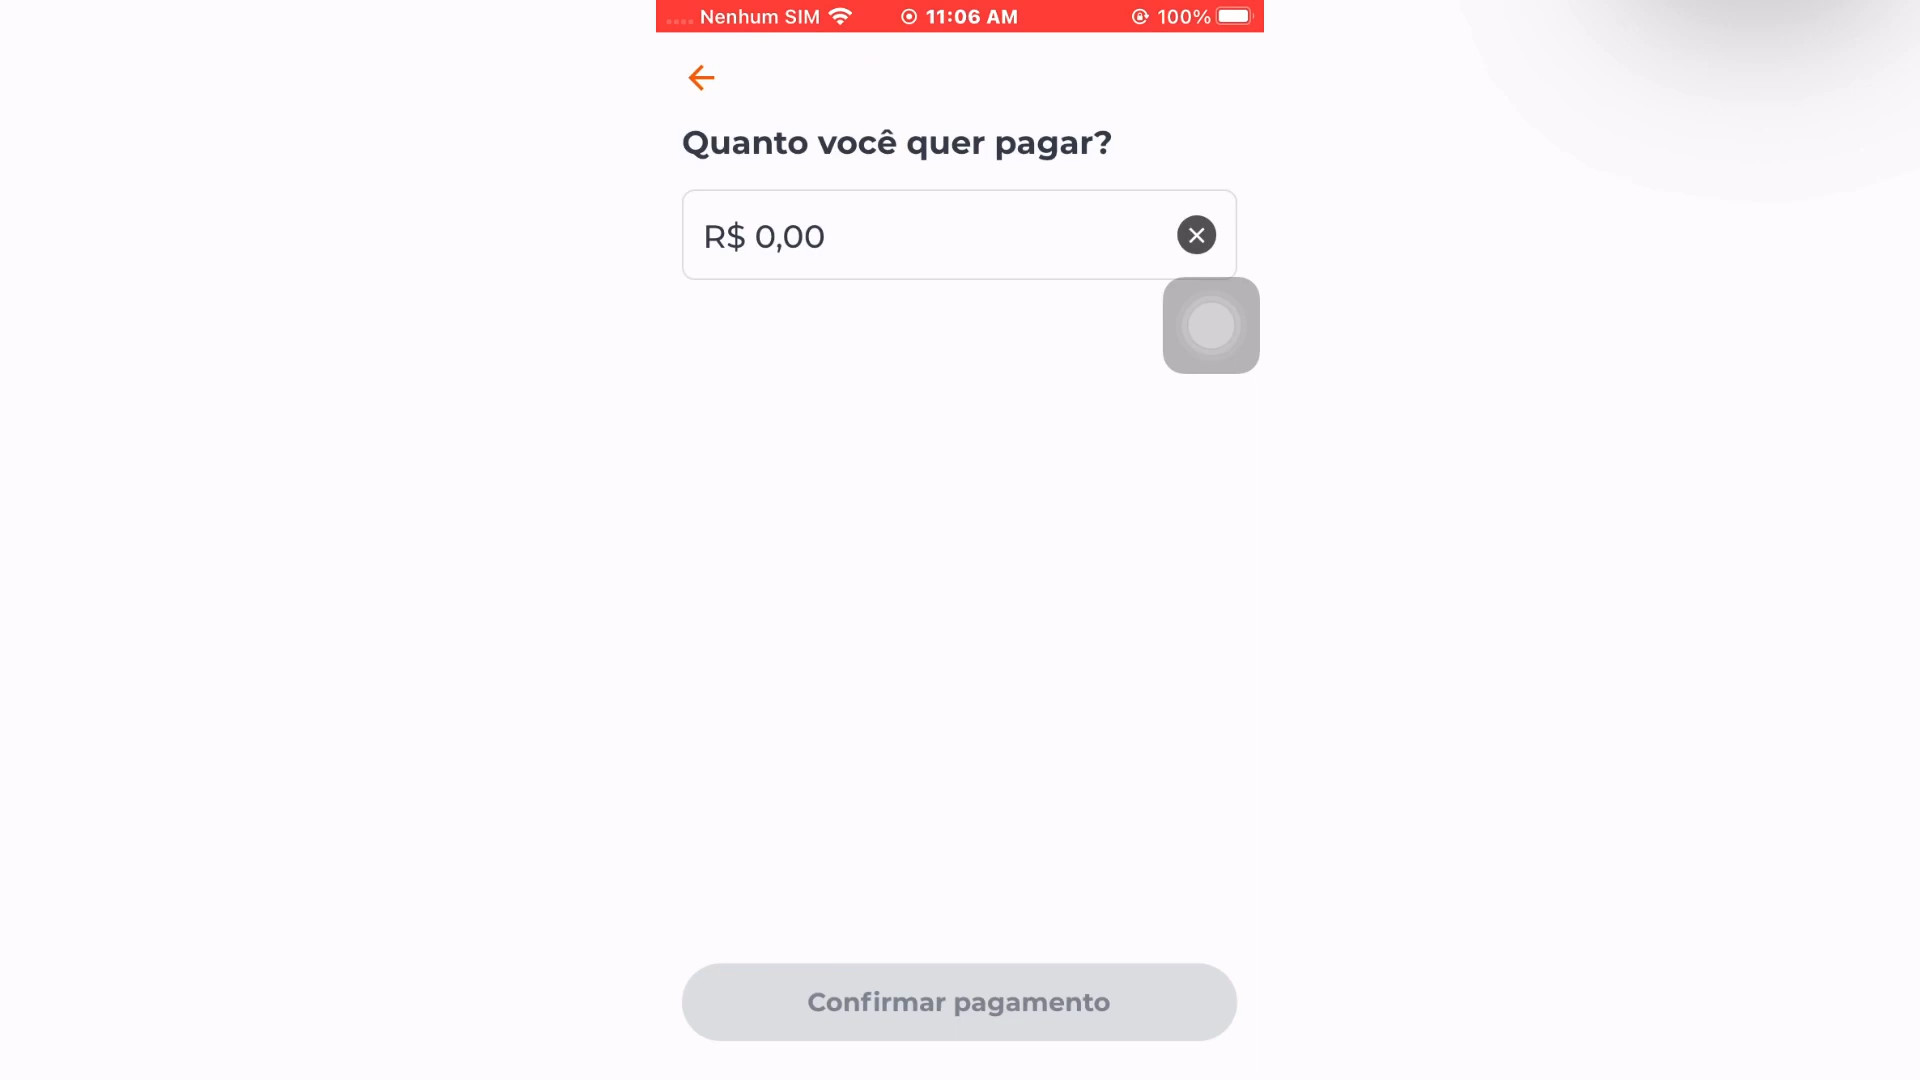 Nenhum SIM 11:06 AM 100%
Quanto você quer pagar?
R$ 0,00
Confirmar pagamento